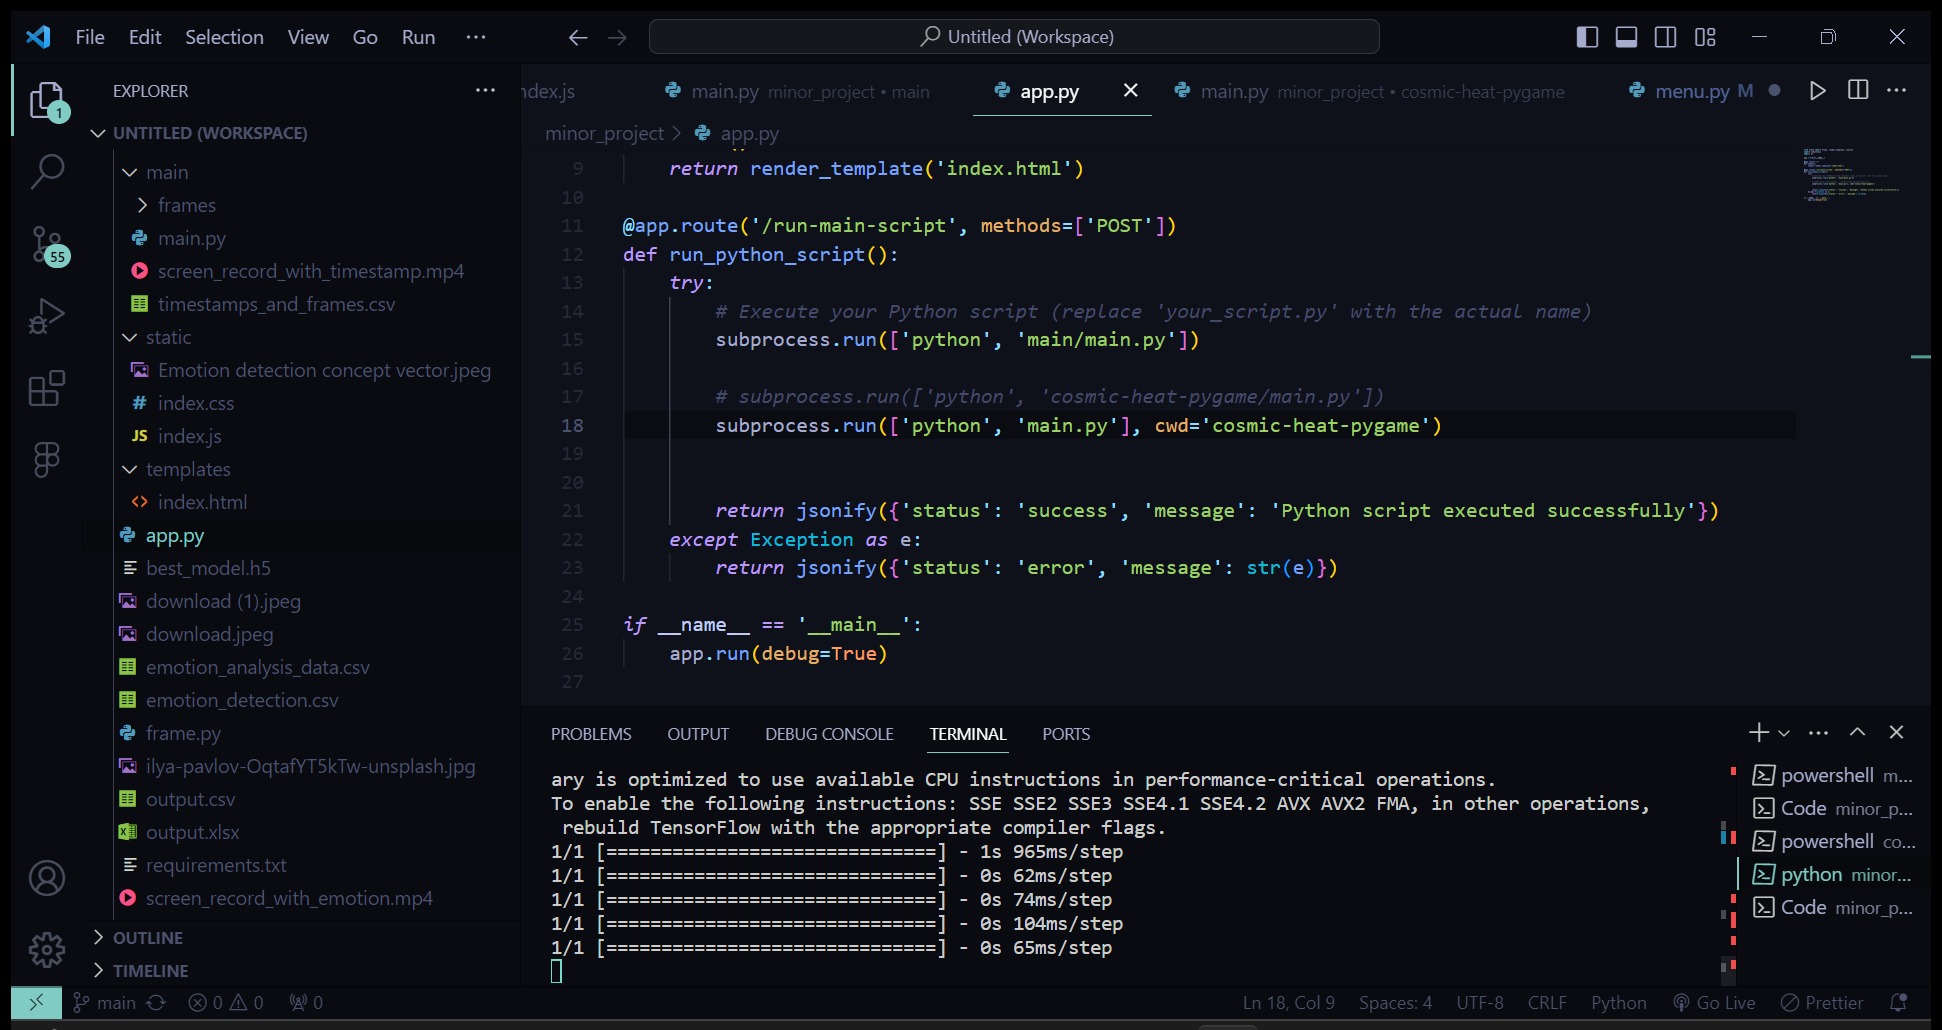 File Edit Selection View Go Run ···
Untitled (Workspace)
EXPLORER
1
UNTITLED (WORKSPACE)
main
frames
main.py
screen_record_with_timestamp.mp4
timestamps_and_frames.csv
static
Emotion detection concept vector.jpeg
# index.css
JS index.js
templates
<> index.html
app.py
best_model.h5
download (1).jpeg
download.jpeg
emotion_analysis_data.csv
emotion_detection.csv
frame.py
ilya-pavlov-OqtafYT5kTw-unsplash.jpg
output.csv
output.xlsx
requirements.txt
screen_record_with_emotion.mp4
OUTLINE
TIMELINE
55
ndex.js
main.py minor_project • main
app.py
main.py minor_project • cosmic-heat-pygame
menu.py M
minor_project > app.py
9 return render_template('index.html')
10
11 @app.route('/run-main-script', methods=['POST'])
12 def run_python_script():
13 try:
14 # Execute your Python script (replace 'your_script.py' with the actual name)
15 subprocess.run(['python', 'main/main.py'])
16
17 # subprocess.run(['python', 'cosmic-heat-pygame/main.py'])
18 subprocess.run(['python', 'main.py'], cwd='cosmic-heat-pygame')
19
20
21 return jsonify({'status': 'success', 'message': 'Python script executed successfully'})
22 except Exception as e:
23 return jsonify({'status': 'error', 'message': str(e)})
24
25 if __name__ == '__main__':
26 app.run(debug=True)
27
PROBLEMS OUTPUT DEBUG CONSOLE TERMINAL PORTS
ary is optimized to use available CPU instructions in performance-critical operations.
To enable the following instructions: SSE SSE2 SSE3 SSE4.1 SSE4.2 AVX AVX2 FMA, in other operations,
rebuild TensorFlow with the appropriate compiler flags.
1/1 [==============================] - 1s 965ms/step
1/1 [==============================] - 0s 62ms/step
1/1 [==============================] - 0s 74ms/step
1/1 [==============================] - 0s 104ms/step
1/1 [==============================] - 0s 65ms/step
powershell m...
Code minor_p...
powershell co...
python minor...
Code minor_p...
main 0 0 0
Ln 18, Col 9 Spaces: 4 UTF-8 CRLF Python Go Live Prettier